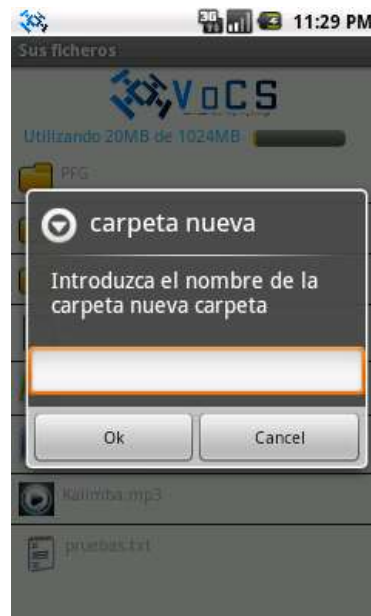 3G 11:29 PM
Sus ficheros
VoCS
Utilizando 20MB de 1024MB
PFG
carpeta nueva
Introduzca el nombre de la
carpeta nueva carpeta
Ok Cancel
Kalimba.mp3
pruebas.txt